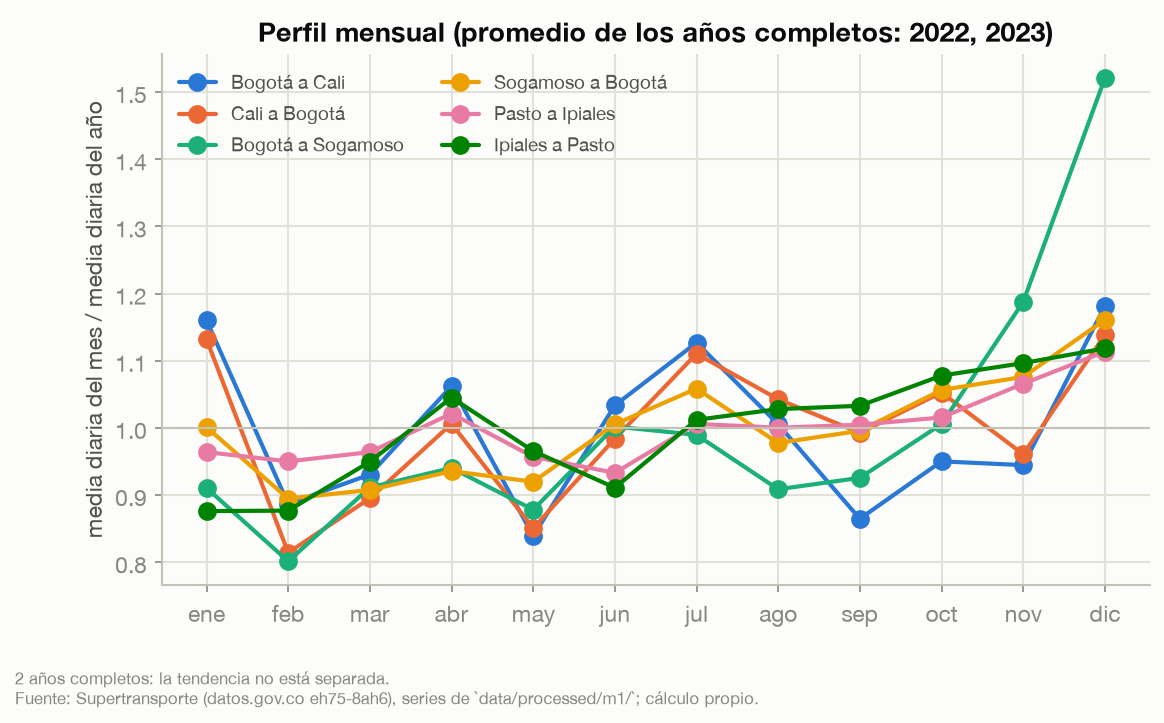 Perfil mensual (promedio de los años completos: 2022, 2023)
media diaria del mes / media diaria del año
Bogotá a Cali
Cali a Bogotá
Bogotá a Sogamoso
Sogamoso a Bogotá
Pasto a Ipiales
Ipiales a Pasto
1.5
1.4
1.3
1.2
1.1
1.0
0.9
0.8
ene feb mar abr may jun jul ago sep oct nov dic
2 años completos: la tendencia no está separada.
Fuente: Supertransporte (datos.gov.co eh75-8ah6), series de `data/processed/m1/`; cálculo propio.